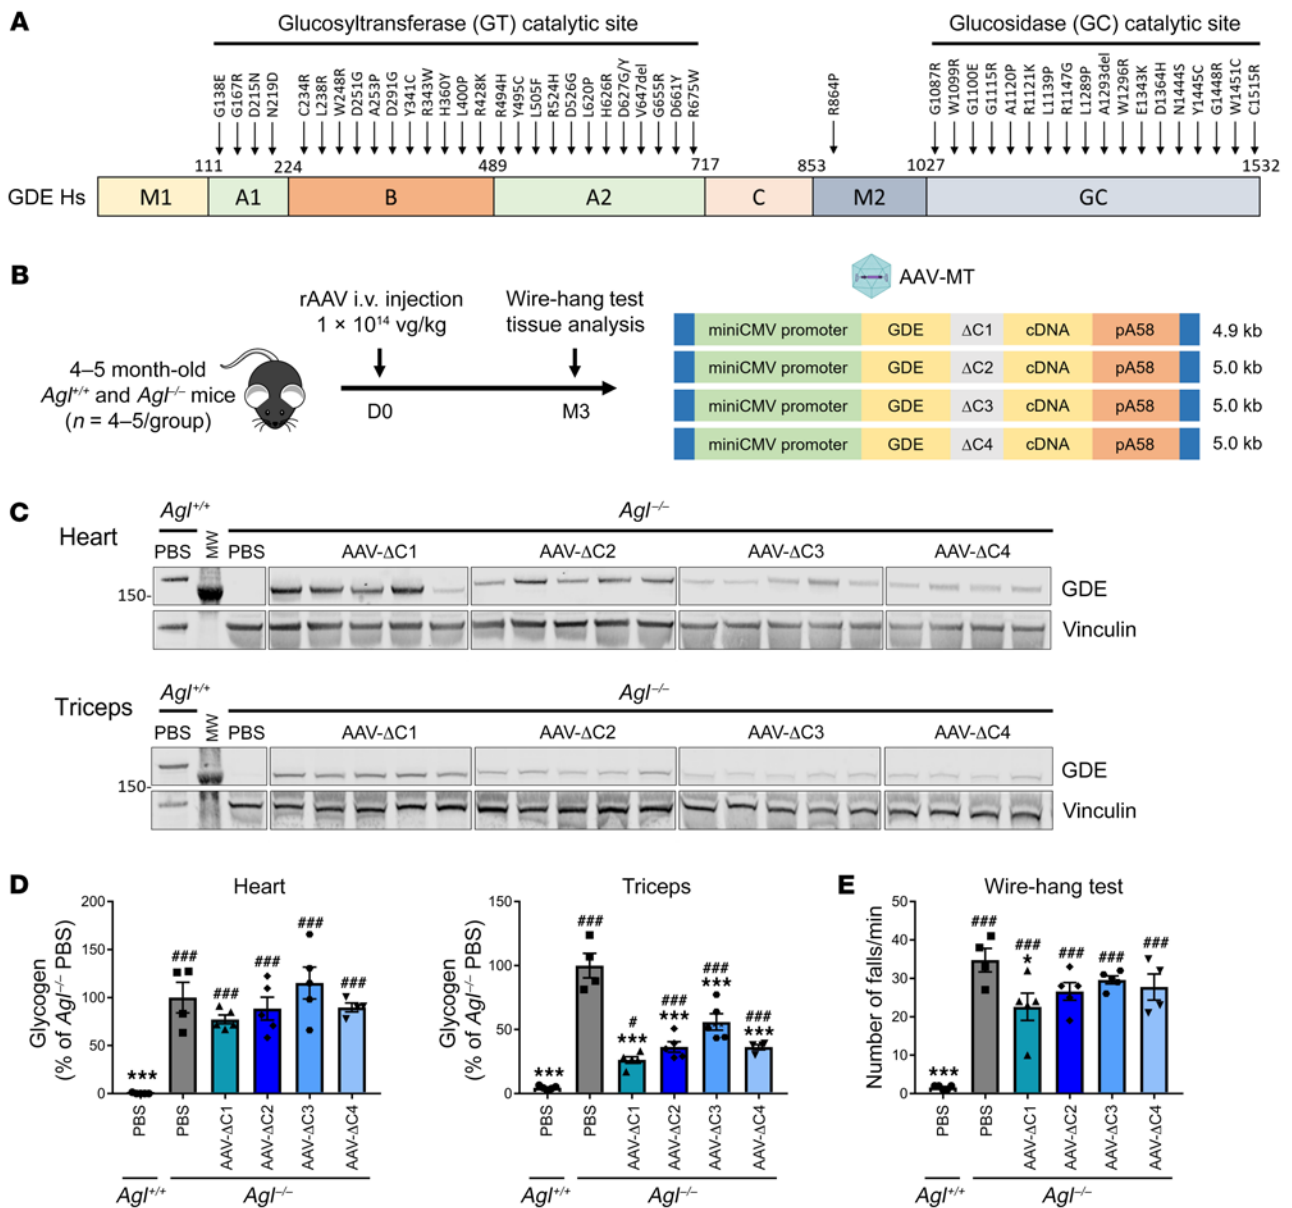 A
Glucosyltransferase (GT) catalytic site
Glucosidase (GC) catalytic site
G138E
G167R
D215N
N219D
C234R
L238R
W248R
D251G
A253P
D291G
Y341C
R343W
H360Y
L400P
R428K
R494H
Y495C
L505F
R524H
D526G
L620P
H626R
D627G/Y
V647del
G655R
D661Y
R675W
R864P
G1087R
W1099R
G1100E
G1115R
A1120P
R1121K
L1139P
R1147G
L1289P
A1293del
W1296R
E1343K
D1364H
N1444S
Y1445C
G1448R
W1451C
C1515R
111 224 489 717 853 1027 1532
GDE Hs M1 A1 B A2 C M2 GC
B
rAAV i.v. injection
1 × 10¹⁴ vg/kg
Wire-hang test
tissue analysis
4–5 month-old
Agl+/+ and Agl–/– mice
(n = 4–5/group)
D0 M3
AAV-MT
miniCMV promoter GDE ΔC1 cDNA pA58 4.9 kb
miniCMV promoter GDE ΔC2 cDNA pA58 5.0 kb
miniCMV promoter GDE ΔC3 cDNA pA58 5.0 kb
miniCMV promoter GDE ΔC4 cDNA pA58 5.0 kb
C
Heart
Agl+/+ Agl–/–
PBS MW PBS AAV-ΔC1 AAV-ΔC2 AAV-ΔC3 AAV-ΔC4
150- GDE
Vinculin
Triceps
Agl+/+ Agl–/–
PBS MW PBS AAV-ΔC1 AAV-ΔC2 AAV-ΔC3 AAV-ΔC4
150- GDE
Vinculin
D
Heart
Glycogen
(% of Agl–/– PBS)
200
150
100
50
0
***
###
###
###
###
###
PBS PBS AAV-ΔC1 AAV-ΔC2 AAV-ΔC3 AAV-ΔC4
Agl+/+ Agl–/–
Triceps
Glycogen
(% of Agl–/– PBS)
150
100
50
0
***
###
#
***
###
***
###
***
###
***
PBS PBS AAV-ΔC1 AAV-ΔC2 AAV-ΔC3 AAV-ΔC4
Agl+/+ Agl–/–
E
Wire-hang test
Number of falls/min
50
40
30
20
10
0
***
###
###
*
###
###
###
PBS PBS AAV-ΔC1 AAV-ΔC2 AAV-ΔC3 AAV-ΔC4
Agl+/+ Agl–/–